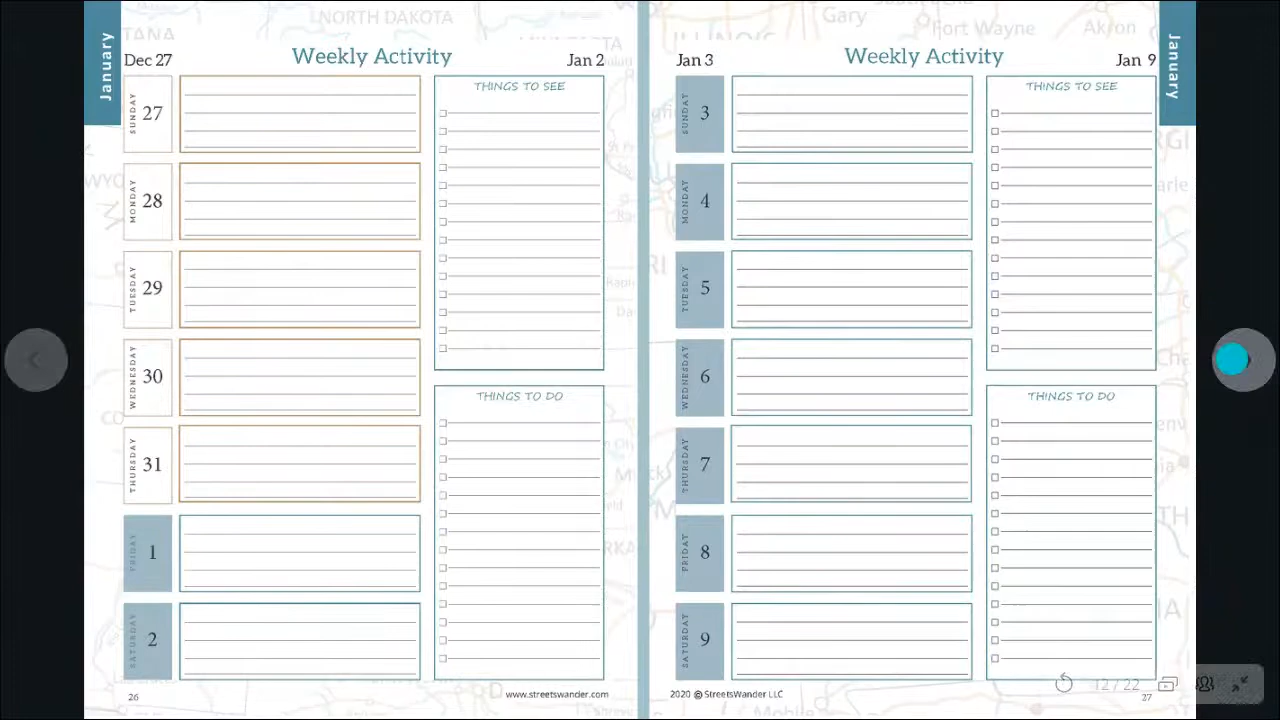 January
Dec 27
Weekly Activity
Jan 2
SUNDAY
27
MONDAY
28
TUESDAY
29
WEDNESDAY
30
THURSDAY
31
FRIDAY
1
SATURDAY
2
THINGS TO SEE
THINGS TO DO
26
www.streetswander.com
Jan 3
Weekly Activity
Jan 9
January
SUNDAY
3
MONDAY
4
TUESDAY
5
WEDNESDAY
6
THURSDAY
7
FRIDAY
8
SATURDAY
9
THINGS TO SEE
THINGS TO DO
2020 © StreetsWander LLC
27
12 / 22
NORTH DAKOTA
ILLINOIS
Gary
Fort Wayne
Akron